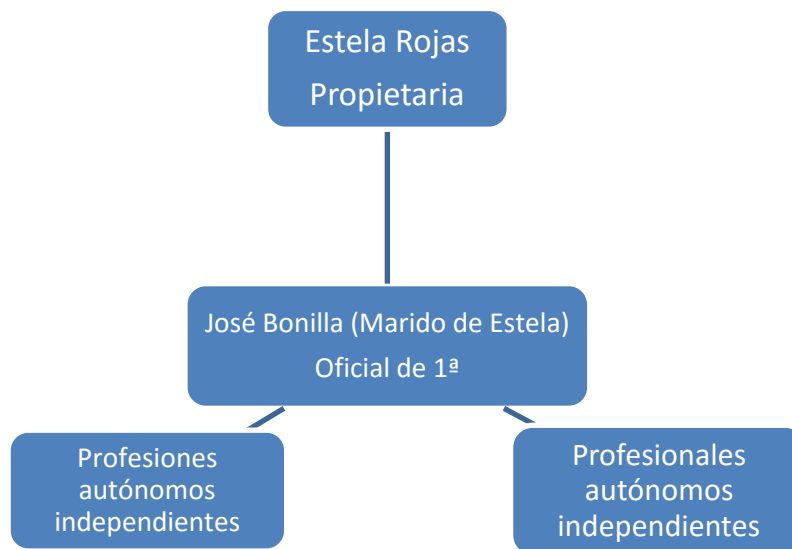 Estela Rojas
Propietaria
José Bonilla (Marido de Estela)
Oficial de 1ª
Profesiones
autónomos
independientes
Profesionales
autónomos
independientes